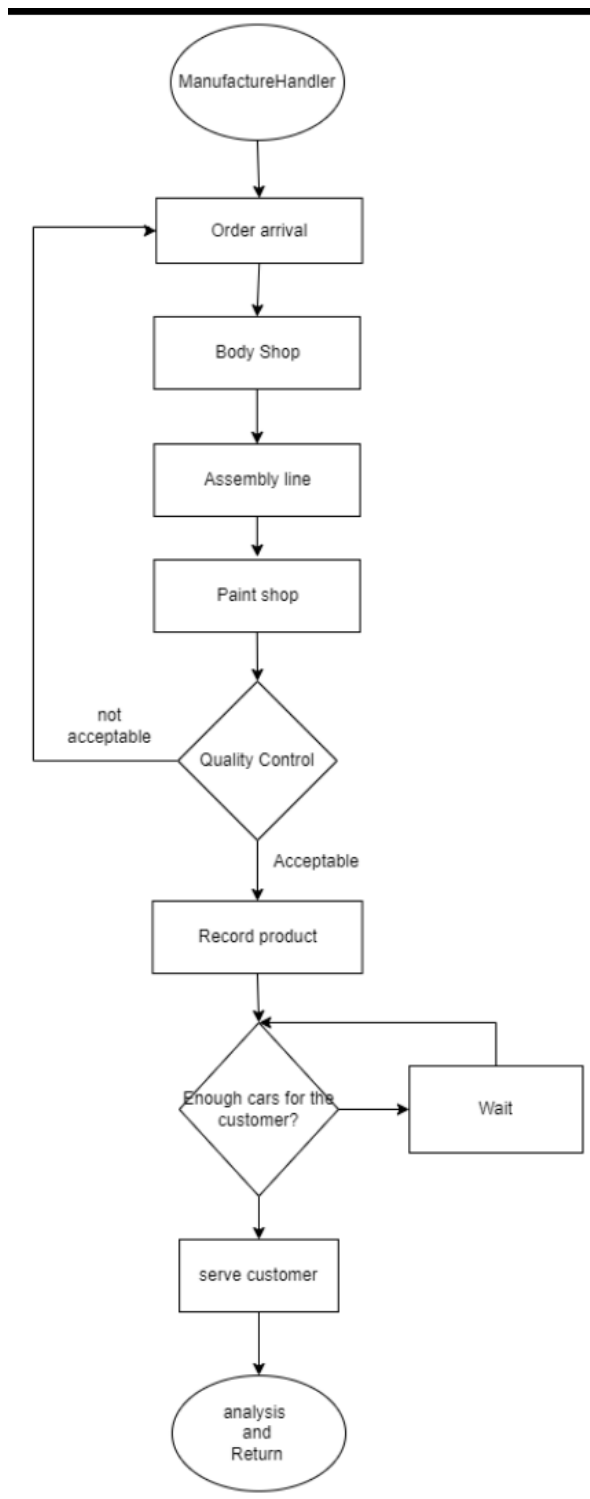 ManufactureHandler
Order arrival
Body Shop
Assembly line
Paint shop
not
acceptable
Quality Control
Acceptable
Record product
Enough cars for the
customer?
Wait
serve customer
analysis
and
Return